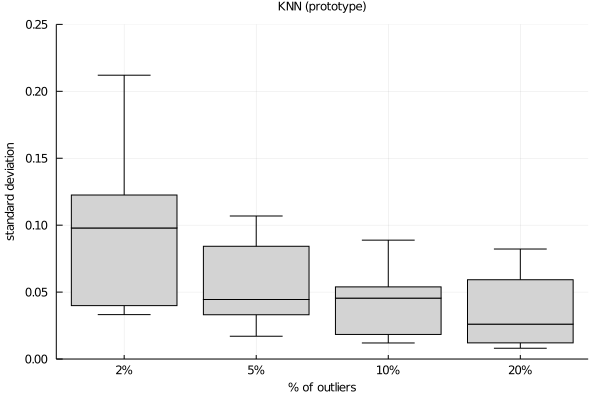 KNN (prototype)
0.25
0.20
0.15
0.10
0.05
0.00
standard deviation
2% 5% 10% 20%
% of outliers